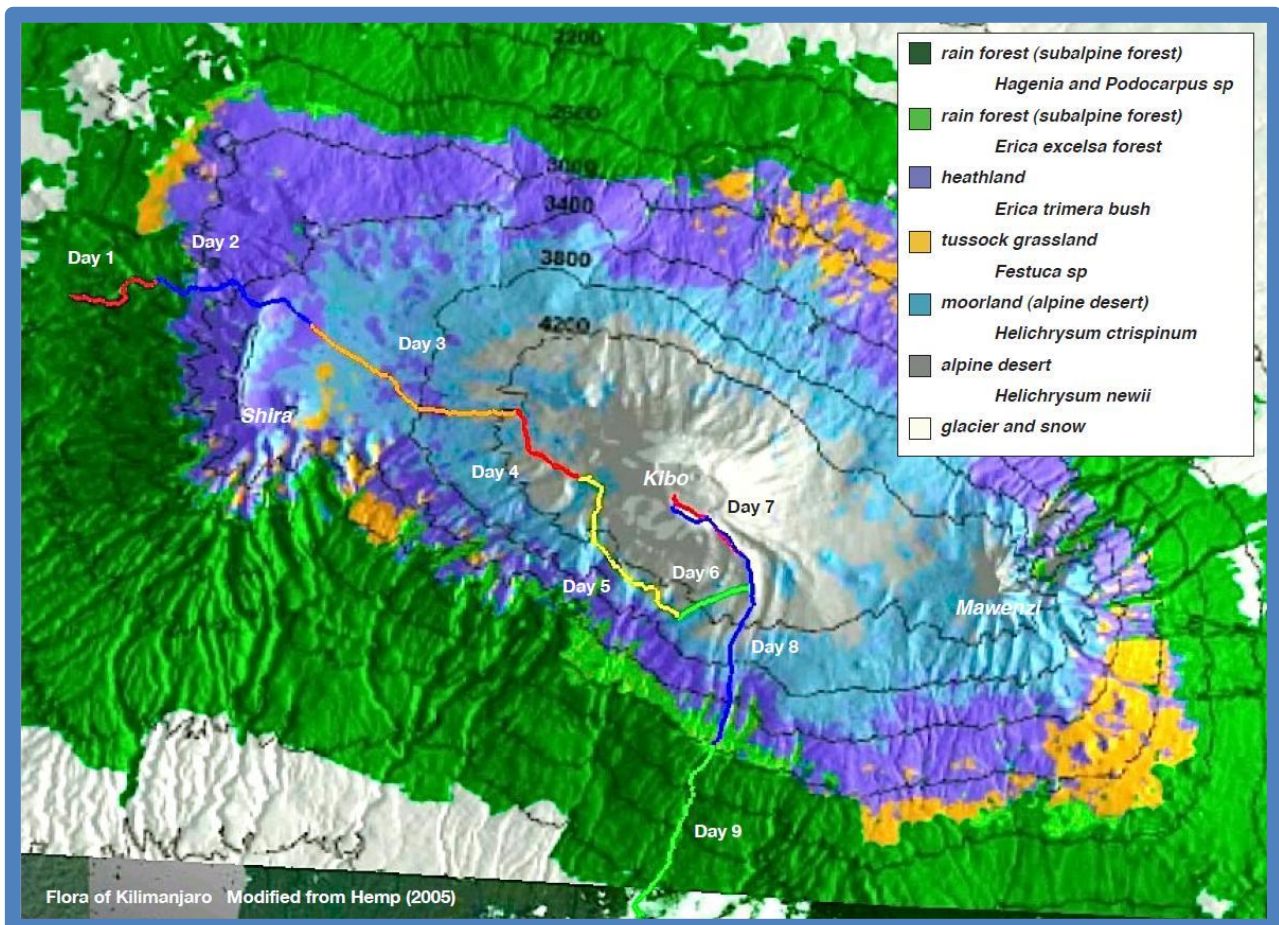 2200
2600
3000
3400
3800
4200
Day 1
Day 2
Day 3
Shira
Day 4
Kibo
Day 7
Day 5
Day 6
Mawenzi
Day 8
Day 9
rain forest (subalpine forest)
Hagenia and Podocarpus sp
rain forest (subalpine forest)
Erica excelsa forest
heathland
Erica trimera bush
tussock grassland
Festuca sp
moorland (alpine desert)
Helichrysum ctrispinum
alpine desert
Helichrysum newii
glacier and snow
Flora of Kilimanjaro Modified from Hemp (2005)